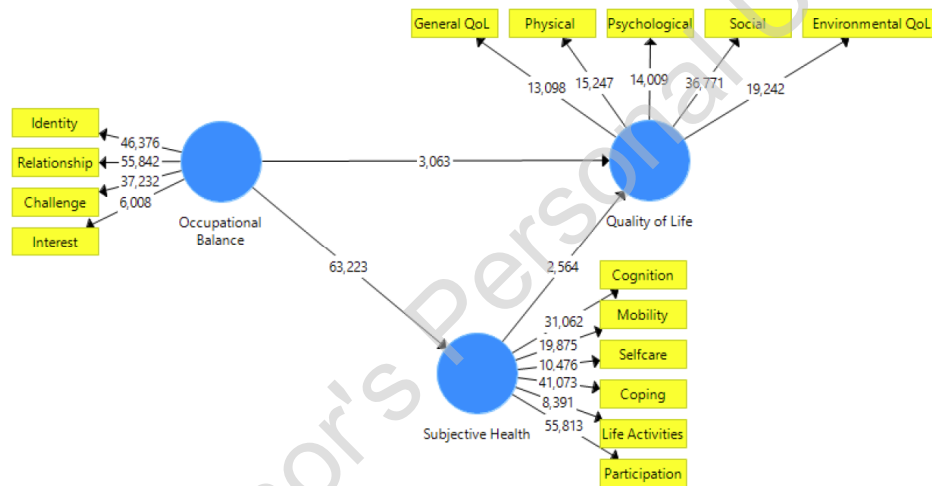 General QoL
Physical
Psychological
Social
Environmental QoL
13,098
15,247
14,009
36,771
19,242
Identity
Relationship
Challenge
Interest
46,376
55,842
37,232
6,008
Occupational
Balance
3,063
Quality of Life
63,223
2,564
Subjective Health
31,062
19,875
10,476
41,073
8,391
55,813
Cognition
Mobility
Selfcare
Coping
Life Activities
Participation
or's Personal U